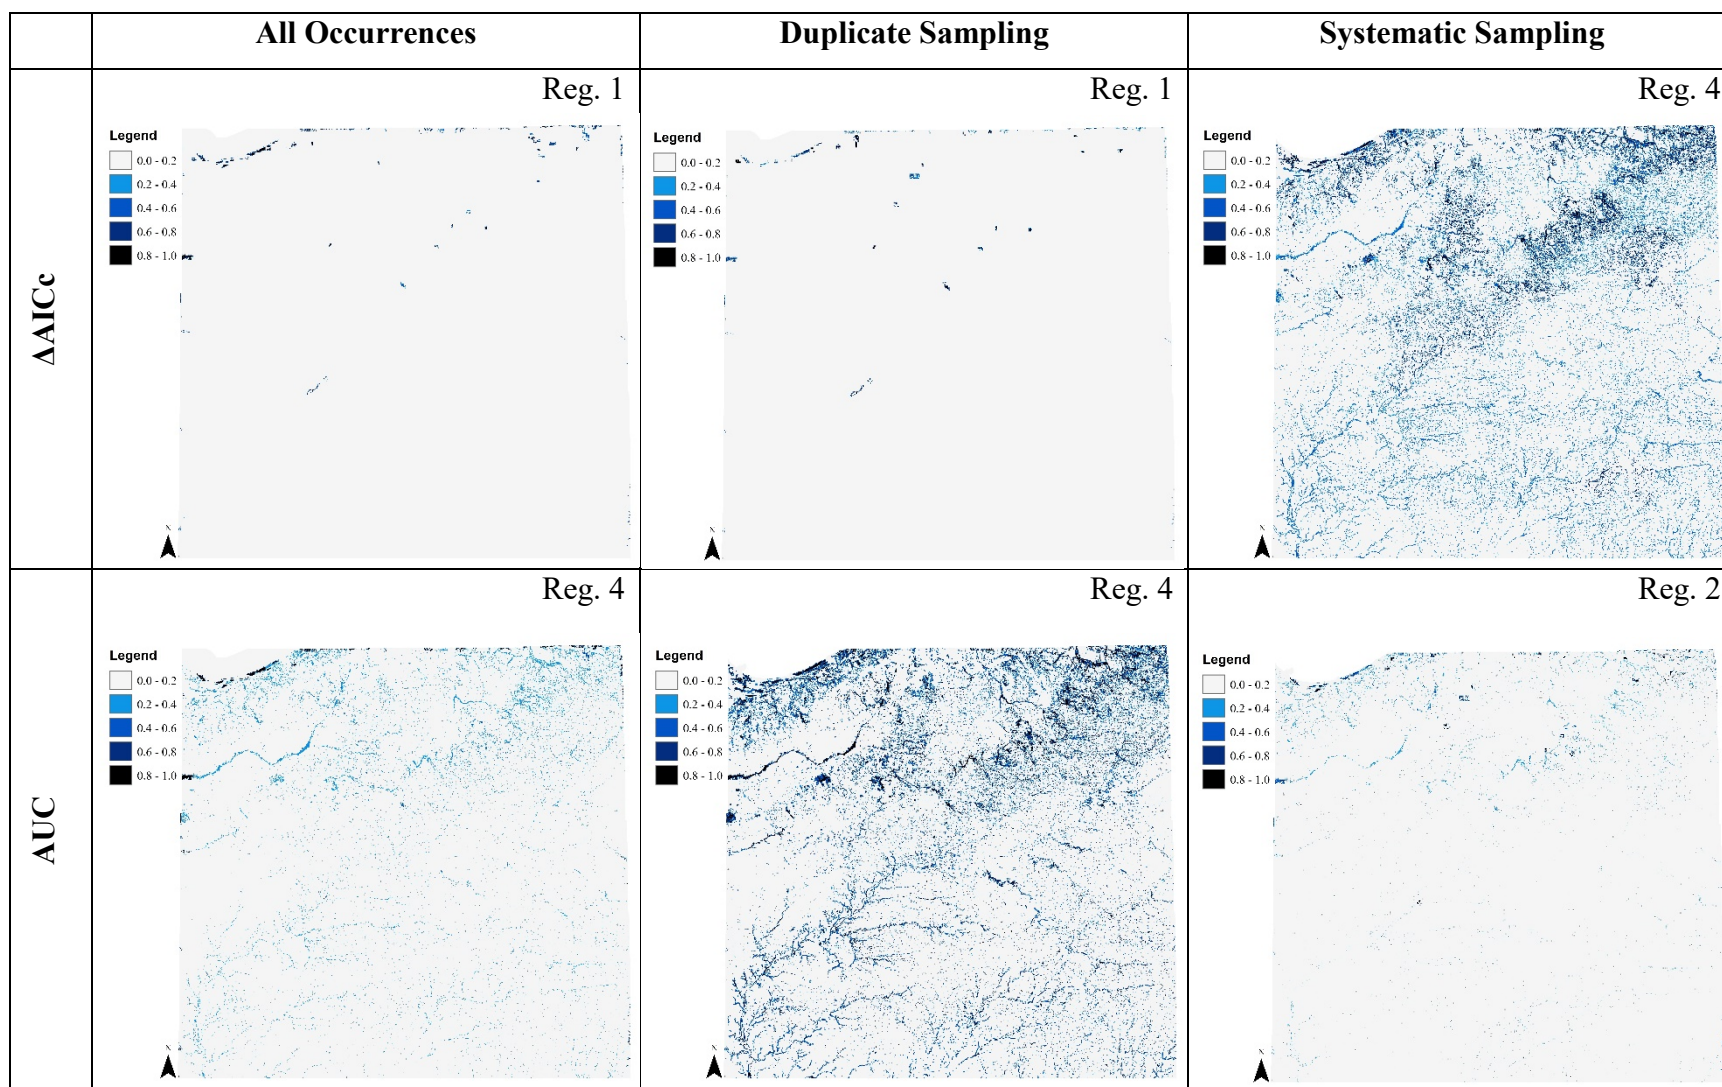 All Occurrences
Duplicate Sampling
Systematic Sampling
ΔAICc
Reg. 1
Legend
0.0 - 0.2
0.2 - 0.4
0.4 - 0.6
0.6 - 0.8
0.8 - 1.0
N
Reg. 1
Legend
0.0 - 0.2
0.2 - 0.4
0.4 - 0.6
0.6 - 0.8
0.8 - 1.0
N
Reg. 4
Legend
0.0 - 0.2
0.2 - 0.4
0.4 - 0.6
0.6 - 0.8
0.8 - 1.0
N
AUC
Reg. 4
Legend
0.0 - 0.2
0.2 - 0.4
0.4 - 0.6
0.6 - 0.8
0.8 - 1.0
N
Reg. 4
Legend
0.0 - 0.2
0.2 - 0.4
0.4 - 0.6
0.6 - 0.8
0.8 - 1.0
N
Reg. 2
Legend
0.0 - 0.2
0.2 - 0.4
0.4 - 0.6
0.6 - 0.8
0.8 - 1.0
N